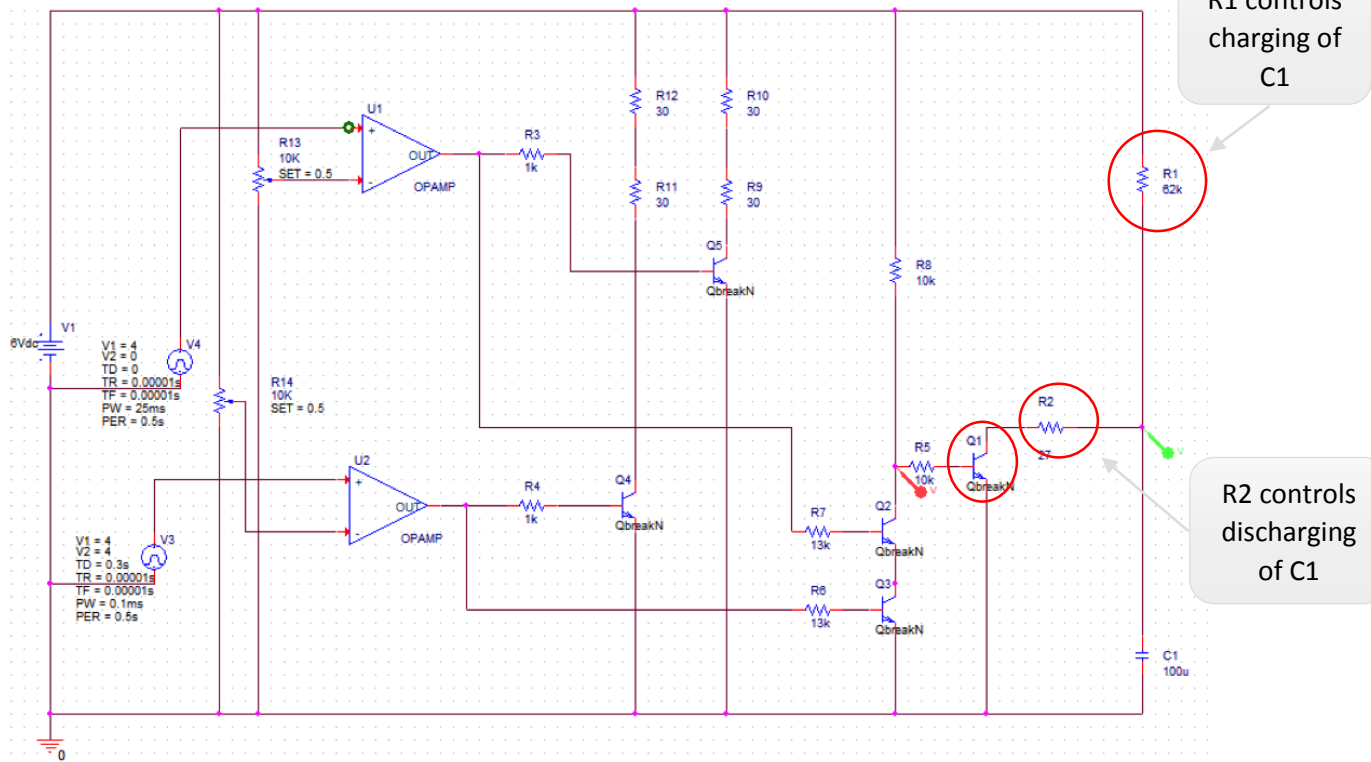 R1 controls
charging of
C1
U1
+
-
OUT
OPAMP
R13
10K
SET = 0.5
R3
1k
R12
30
R10
30
R11
30
R9
30
R1
62k
Q5
QbreakN
R8
10k
V1
6Vdc
V1 = 4
V2 = 0
TD = 0
TR = 0.00001s
TF = 0.00001s
PW = 25ms
PER = 0.5s
V4
R14
10K
SET = 0.5
R2
27
Q1
QbreakN
R5
10k
V
V
U2
+
-
OUT
OPAMP
R4
1k
Q4
QbreakN
Q2
QbreakN
R7
13k
R2 controls
discharging
of C1
V1 = 4
V2 = 4
TD = 0.3s
TR = 0.00001s
TF = 0.00001s
PW = 0.1ms
PER = 0.5s
V3
R6
13k
Q3
QbreakN
C1
100u
0